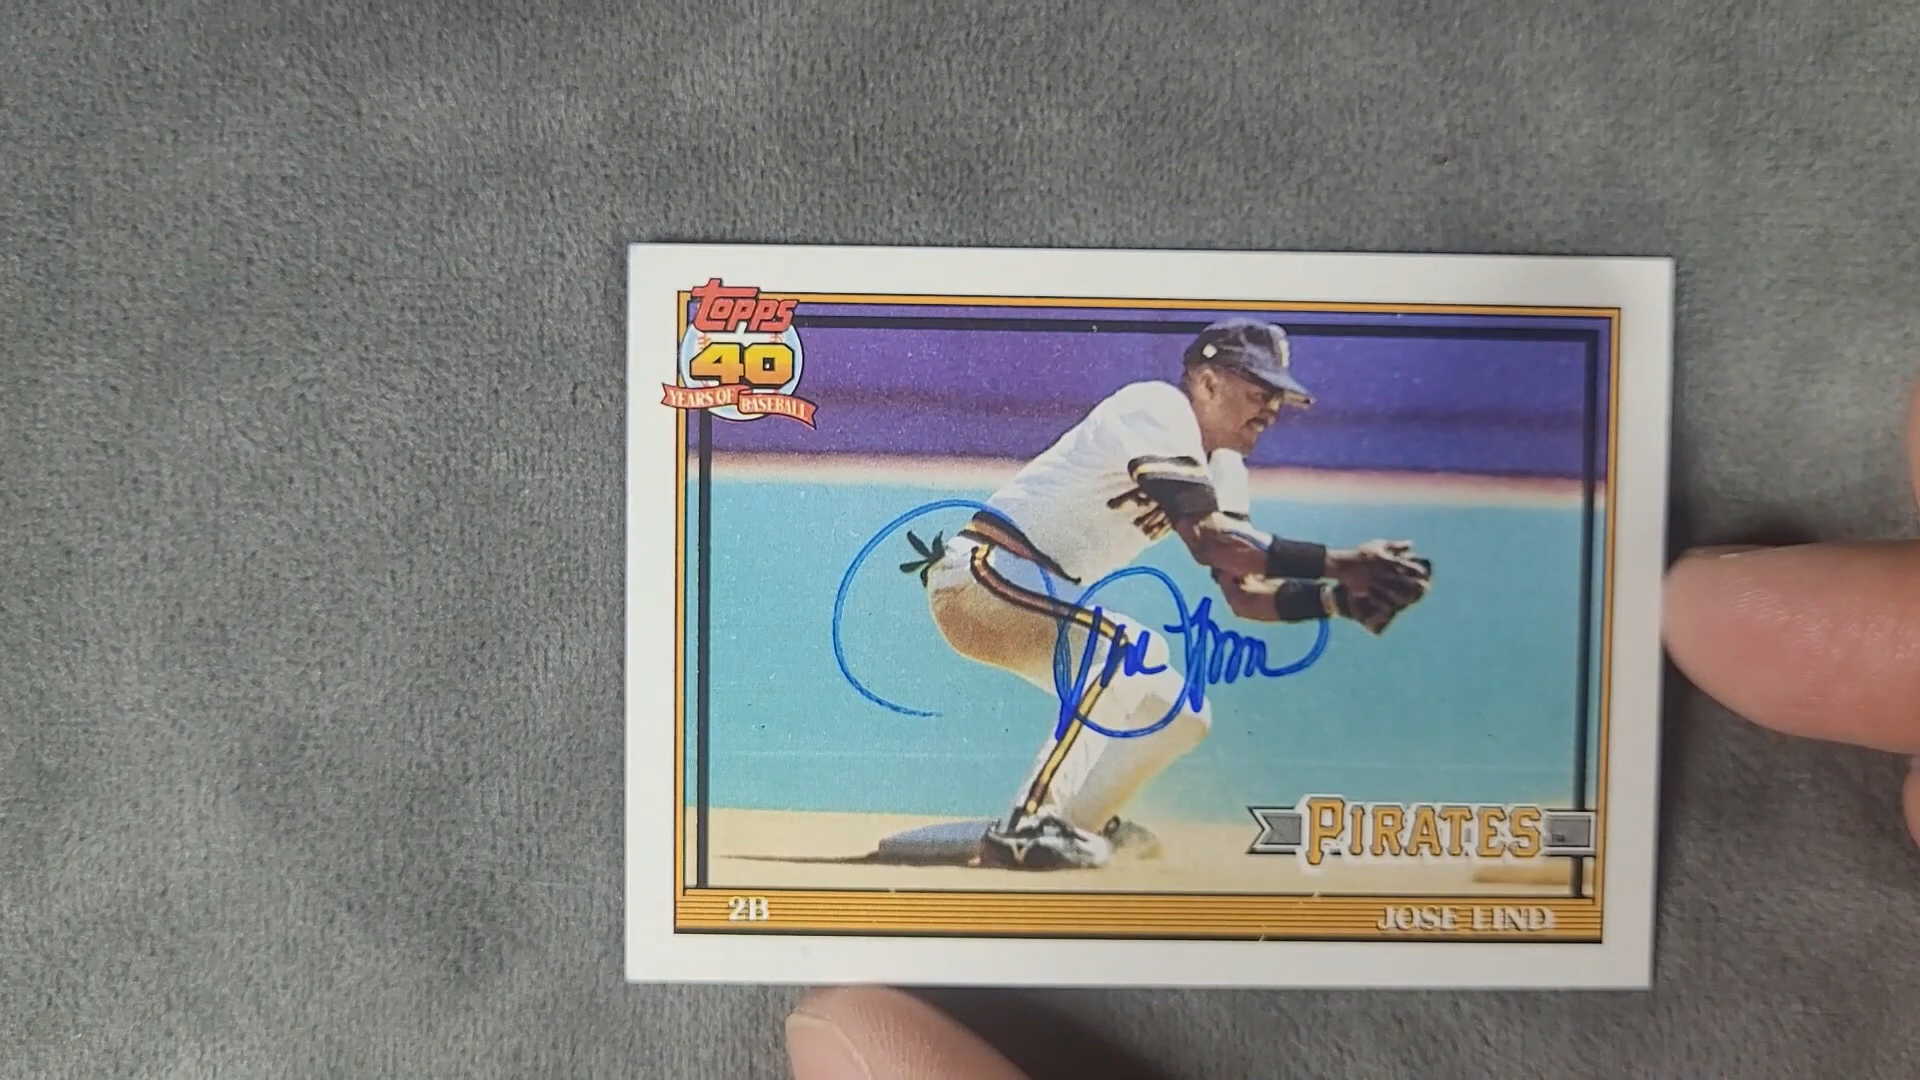 topps
40
YEARS OF BASEBALL
PIRATES
2B
JOSE LIND